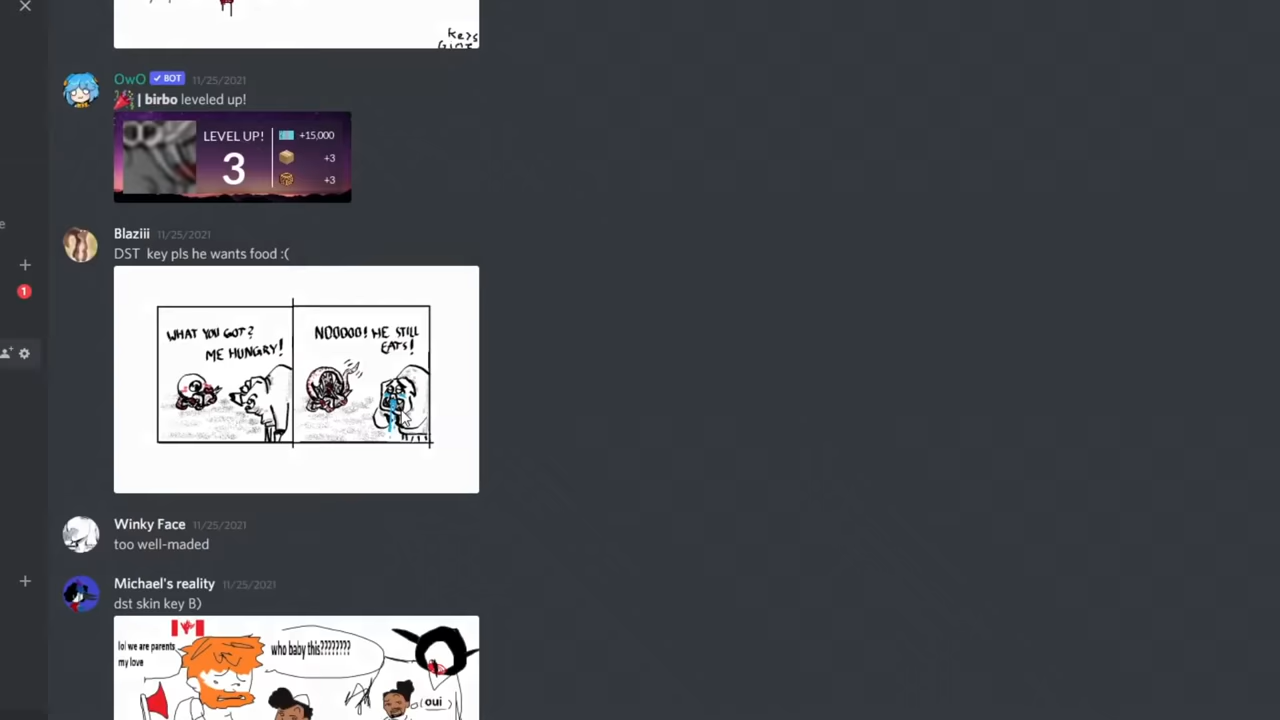 Keys
OwO ✓ BOT 11/25/2021
| birbo leveled up!
LEVEL UP!
3
+15,000
+3
+3
Blaziii 11/25/2021
DST key pls he wants food :(
WHAT YOU GOT?
ME HUNGRY!
NOOOOO! HE STILL
EATS!
1
Winky Face 11/25/2021
too well-maded
Michael's reality 11/25/2021
dst skin key B)
lol we are parents
my love
who baby this????????
oui